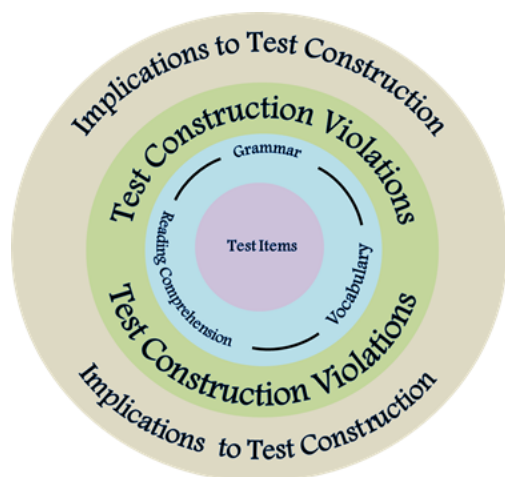 Implications to Test Construction
Test Construction Violations
Grammar
Reading Comprehension
Vocabulary
Test Items
Test Construction Violations
Implications to Test Construction